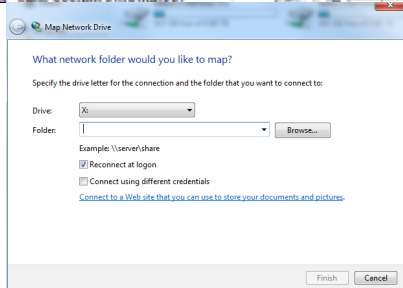 Map Network Drive
What network folder would you like to map?
Specify the drive letter for the connection and the folder that you want to connect to:
Drive: X:
Folder: Browse...
Example: \\server\share
Reconnect at logon
Connect using different credentials
Connect to a Web site that you can use to store your documents and pictures.
Finish Cancel